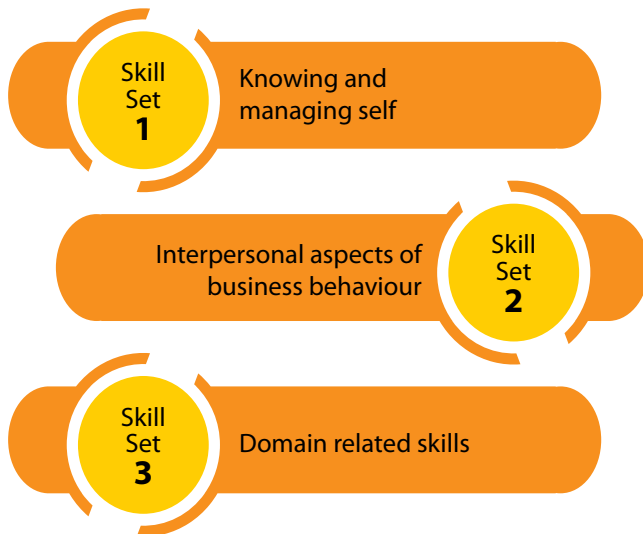 Skill
Set
1
Knowing and
managing self
Interpersonal aspects of
business behaviour
Skill
Set
2
Skill
Set
3
Domain related skills